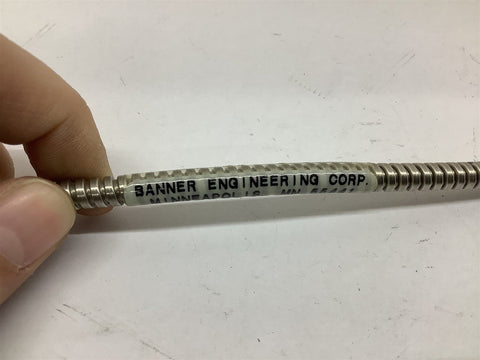 BANNER ENGINEERING CORP.
MINNEAPOLIS, MN